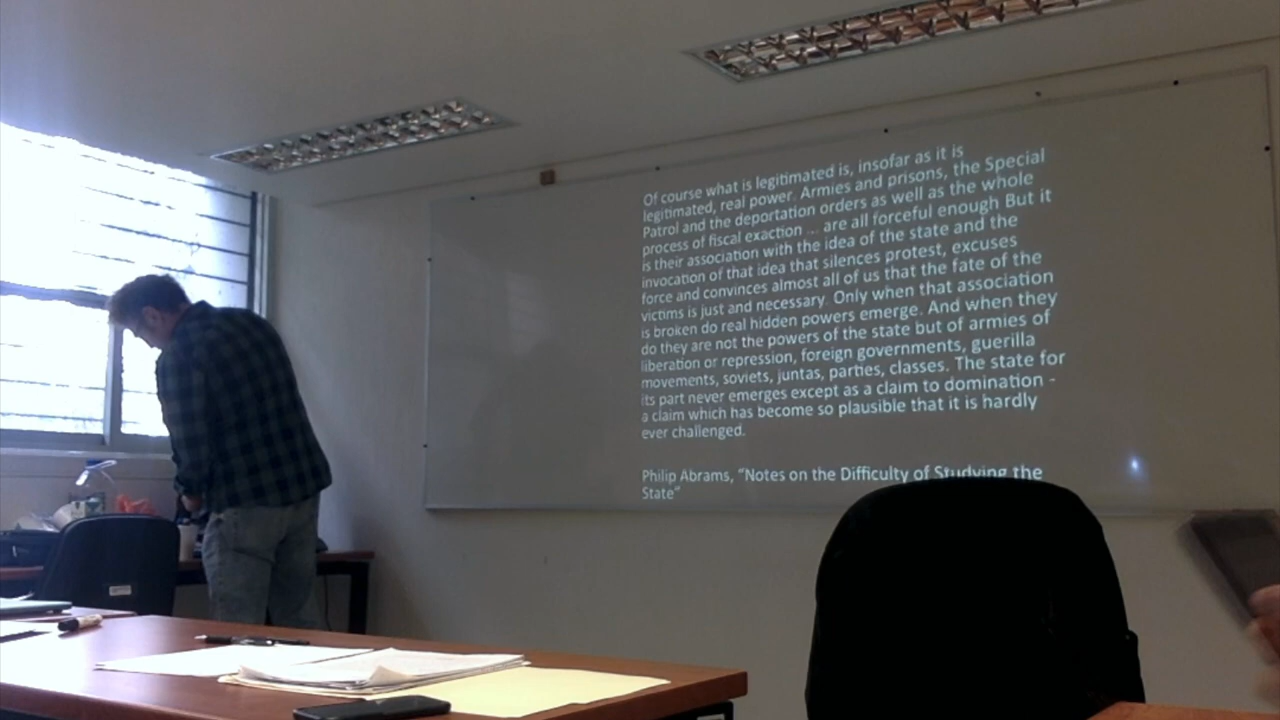 Of course what is legitimated is, insofar as it is
legitimated, real power. Armies and prisons, the Special
Patrol and the deportation orders as well as the whole
process of fiscal exaction ... are all forceful enough But it
is their association with the idea of the state and the
invocation of that idea that silences protest, excuses
force and convinces almost all of us that the fate of the
victims is just and necessary. Only when that association
is broken do real hidden powers emerge. And when they
do they are not the powers of the state but of armies of
liberation or repression, foreign governments, guerilla
movements, soviets, juntas, parties, classes. The state for
its part never emerges except as a claim to domination -
a claim which has become so plausible that it is hardly
ever challenged.
Philip Abrams, “Notes on the Difficulty of Studying the
State”